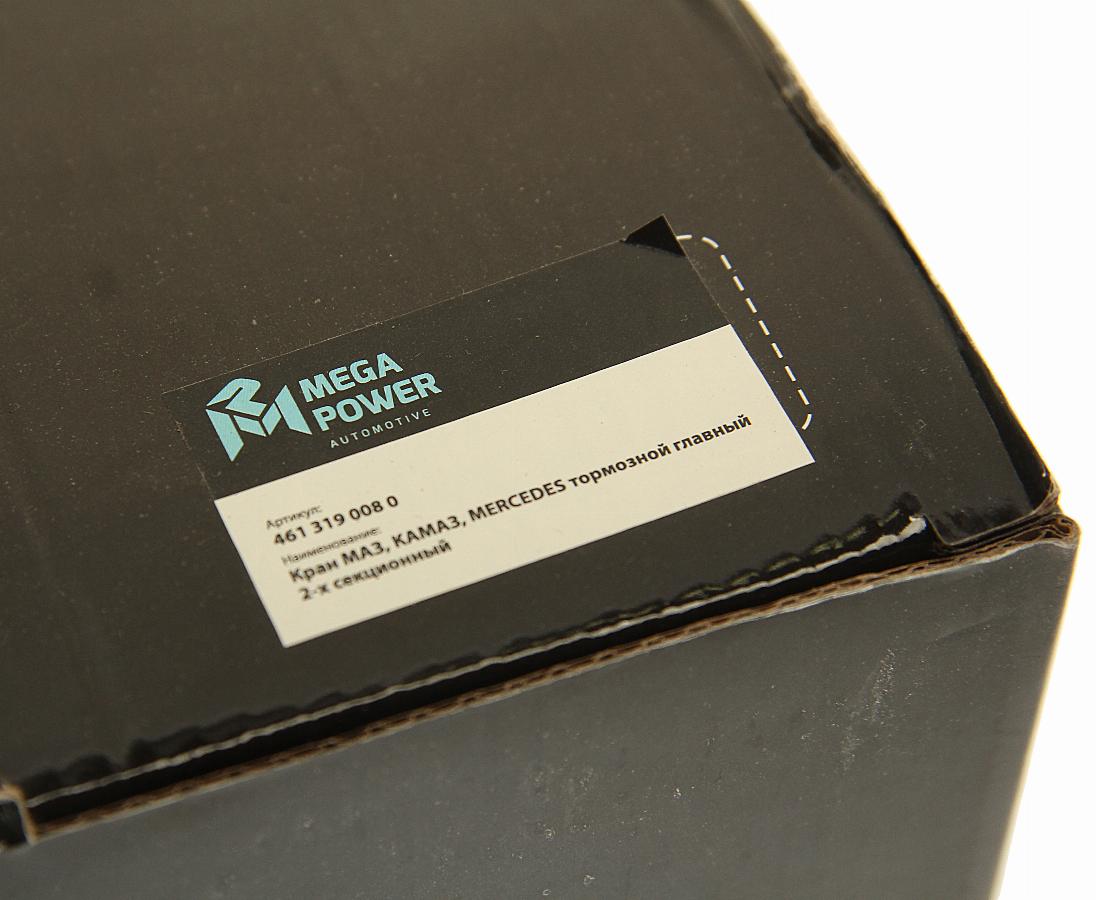 MEGA
POWER
AUTOMOTIVE
Артикул:
461 319 008 0
Наименование:
Кран МАЗ, КАМАЗ, MERCEDES тормозной главный
2-х секционный